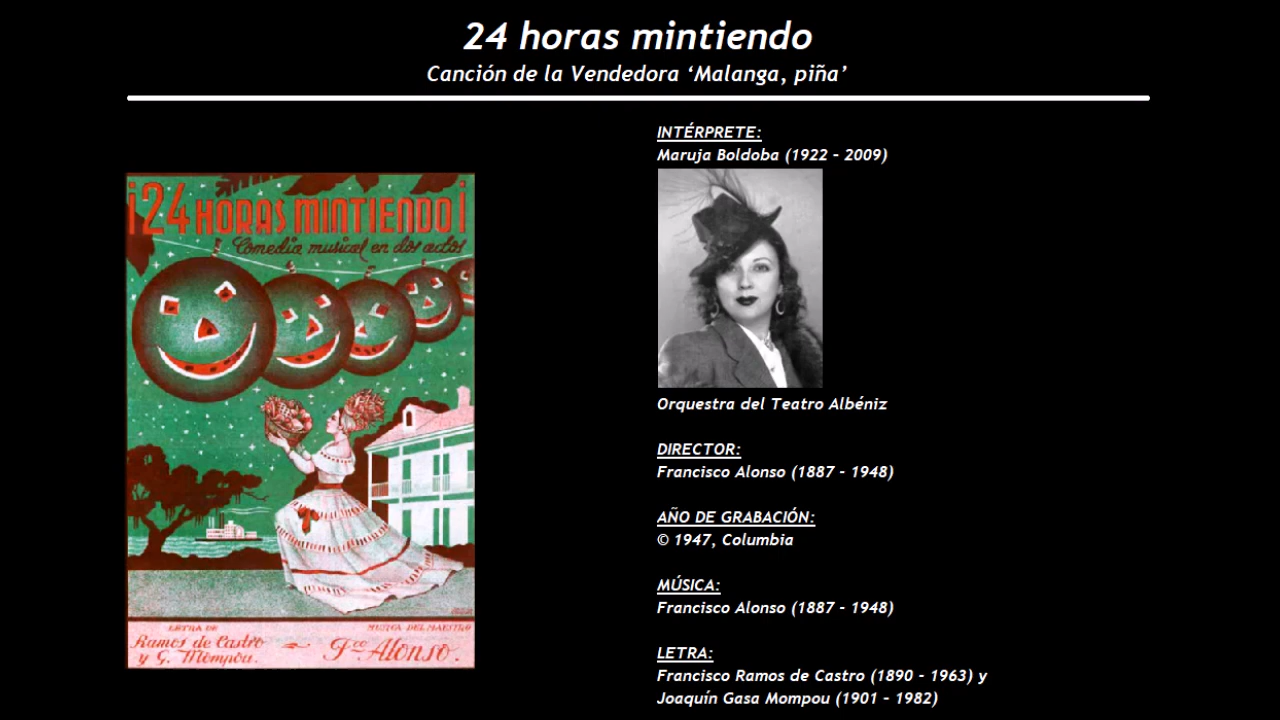 24 horas mintiendo
Canción de la Vendedora ‘Malanga, piña’
¡24 HORAS MINTIENDO¡
Comedia musical en dos actos
LETRA DE
Ramos de Castro
y G. Mompou.
MUSICA DEL MAESTRO
Fco Alonso.
INTÉRPRETE:
Maruja Boldoba (1922 – 2009)
Orquestra del Teatro Albéniz
DIRECTOR:
Francisco Alonso (1887 - 1948)
AÑO DE GRABACIÓN:
© 1947, Columbia
MÚSICA:
Francisco Alonso (1887 - 1948)
LETRA:
Francisco Ramos de Castro (1890 – 1963) y
Joaquín Gasa Mompou (1901 – 1982)